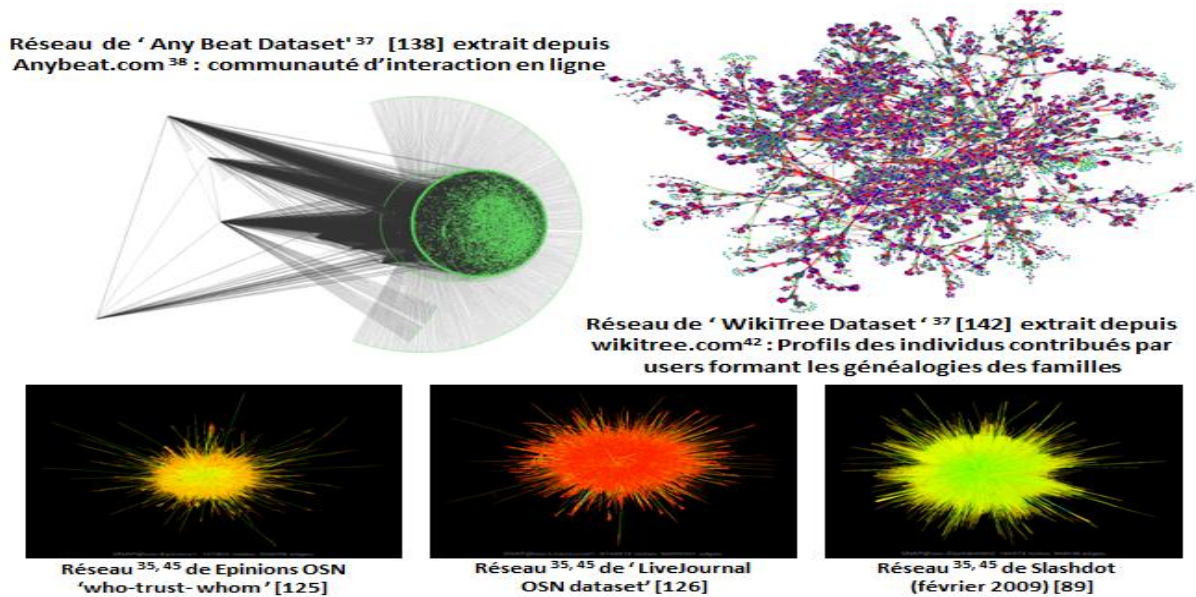 Réseau de ‘ Any Beat Dataset' ³⁷ [138] extrait depuis
Anybeat.com ³⁸ : communauté d’interaction en ligne
Réseau de ‘ WikiTree Dataset ‘ ³⁷ [142] extrait depuis
wikitree.com⁴² : Profils des individus contribués par
users formant les généalogies des familles
Réseau ³⁵, ⁴⁵ de Epinions OSN
‘who-trust- whom ’ [125]
Réseau ³⁵, ⁴⁵ de ‘ LiveJournal
OSN dataset’ [126]
Réseau ³⁵, ⁴⁵ de Slashdot
(février 2009) [89]